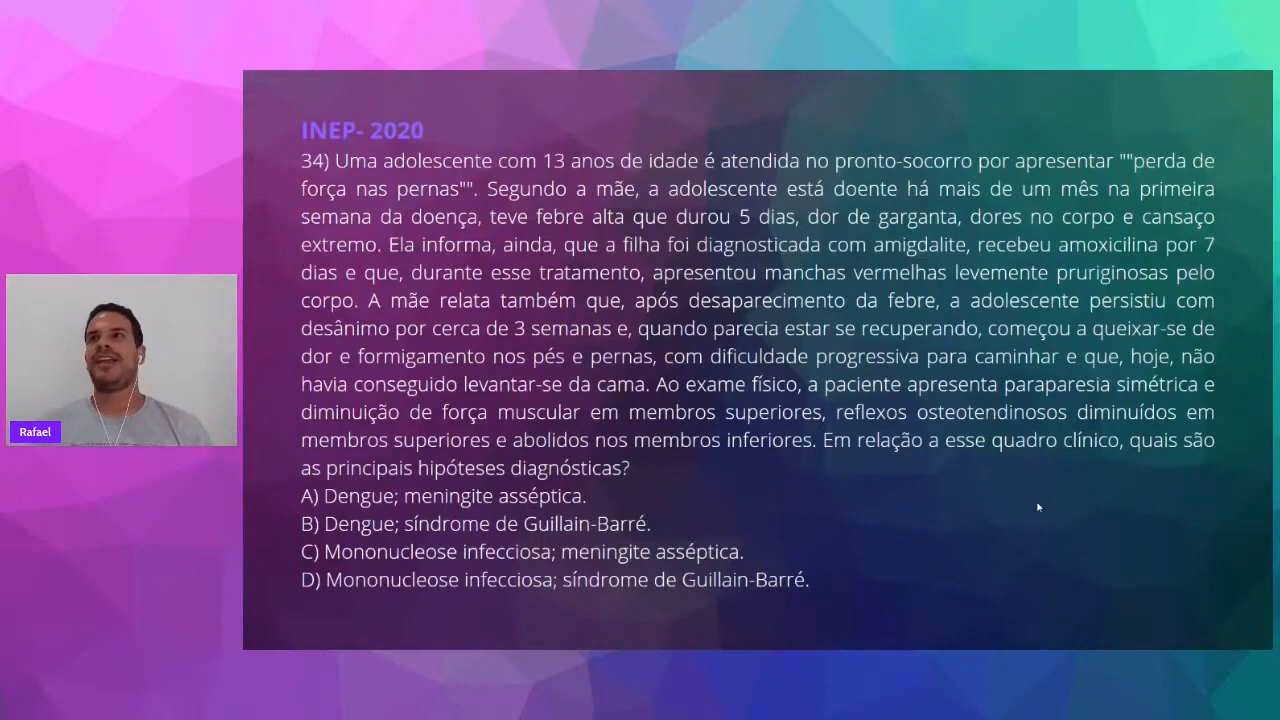 INEP- 2020
34) Uma adolescente com 13 anos de idade é atendida no pronto-socorro por apresentar ""perda de
força nas pernas"". Segundo a mãe, a adolescente está doente há mais de um mês na primeira
semana da doença, teve febre alta que durou 5 dias, dor de garganta, dores no corpo e cansaço
extremo. Ela informa, ainda, que a filha foi diagnosticada com amigdalite, recebeu amoxicilina por 7
dias e que, durante esse tratamento, apresentou manchas vermelhas levemente pruriginosas pelo
corpo. A mãe relata também que, após desaparecimento da febre, a adolescente persistiu com
desânimo por cerca de 3 semanas e, quando parecia estar se recuperando, começou a queixar-se de
dor e formigamento nos pés e pernas, com dificuldade progressiva para caminhar e que, hoje, não
havia conseguido levantar-se da cama. Ao exame físico, a paciente apresenta paraparesia simétrica e
diminuição de força muscular em membros superiores, reflexos osteotendinosos diminuídos em
membros superiores e abolidos nos membros inferiores. Em relação a esse quadro clínico, quais são
as principais hipóteses diagnósticas?
A) Dengue; meningite asséptica.
B) Dengue; síndrome de Guillain-Barré.
C) Mononucleose infecciosa; meningite asséptica.
D) Mononucleose infecciosa; síndrome de Guillain-Barré.
Rafael